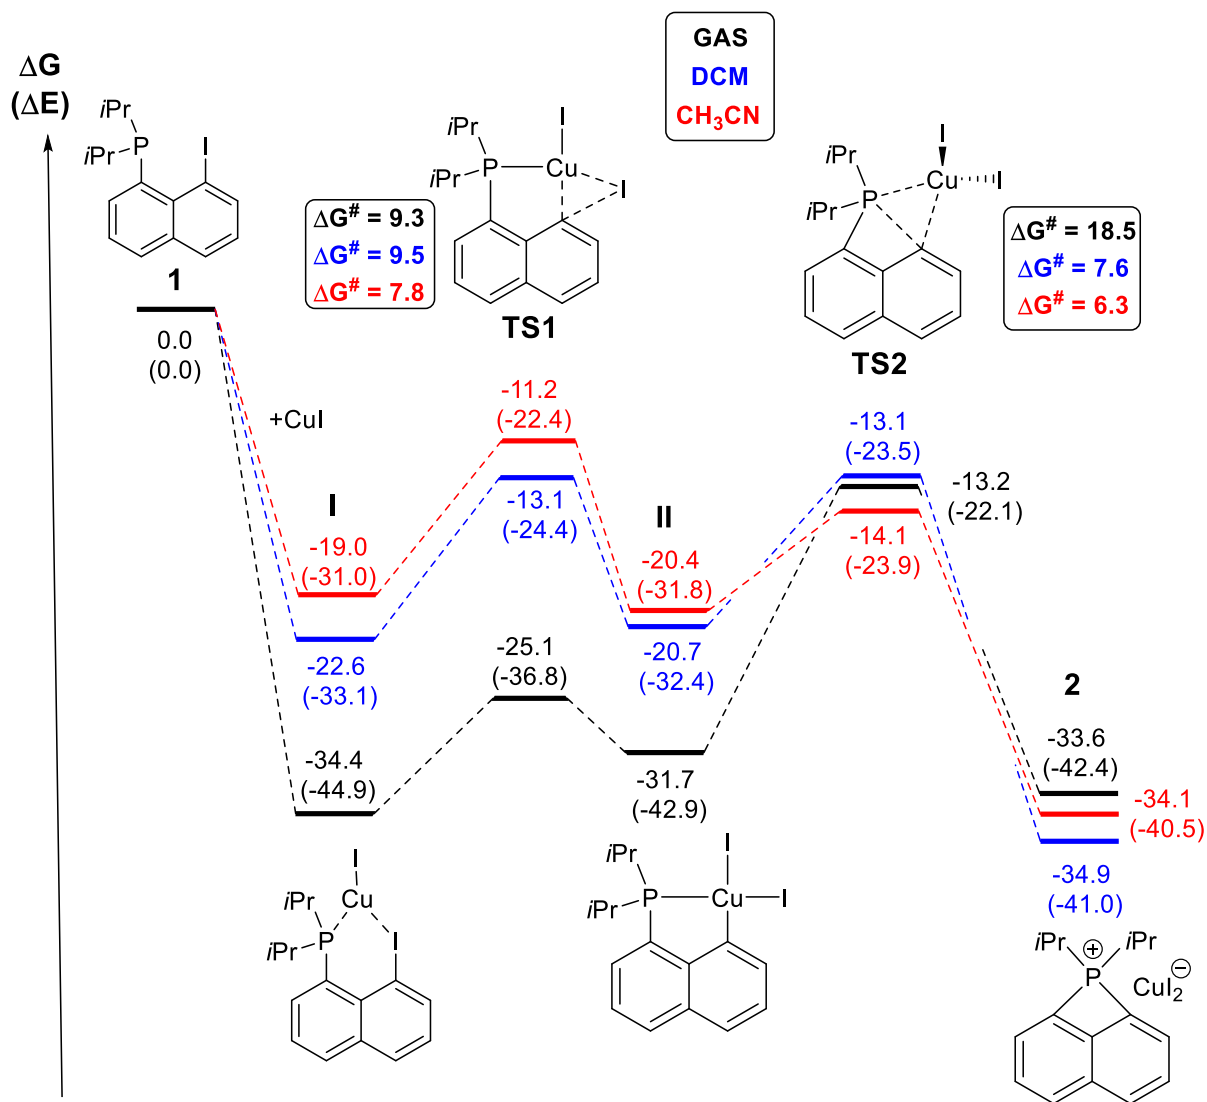 GAS
DCM
CH₃CN
ΔG
(ΔE)
iPr
P
I
iPr
1
ΔG# = 9.3
ΔG# = 9.5
ΔG# = 7.8
I
iPr
P
Cu
I
iPr
TS1
I
iPr
Cu
I
P
iPr
TS2
ΔG# = 18.5
ΔG# = 7.6
ΔG# = 6.3
0.0
(0.0)
+CuI
-11.2
(-22.4)
-13.1
(-24.4)
-13.1
(-23.5)
-13.2
(-22.1)
-14.1
(-23.9)
I
-19.0
(-31.0)
-22.6
(-33.1)
II
-20.4
(-31.8)
-20.7
(-32.4)
-25.1
(-36.8)
-34.4
(-44.9)
-31.7
(-42.9)
2
-33.6
(-42.4)
-34.1
(-40.5)
-34.9
(-41.0)
I
Cu
iPr
P
I
iPr
I
iPr
P
Cu
I
iPr
iPr
⊕
iPr
P
CuI₂⊖